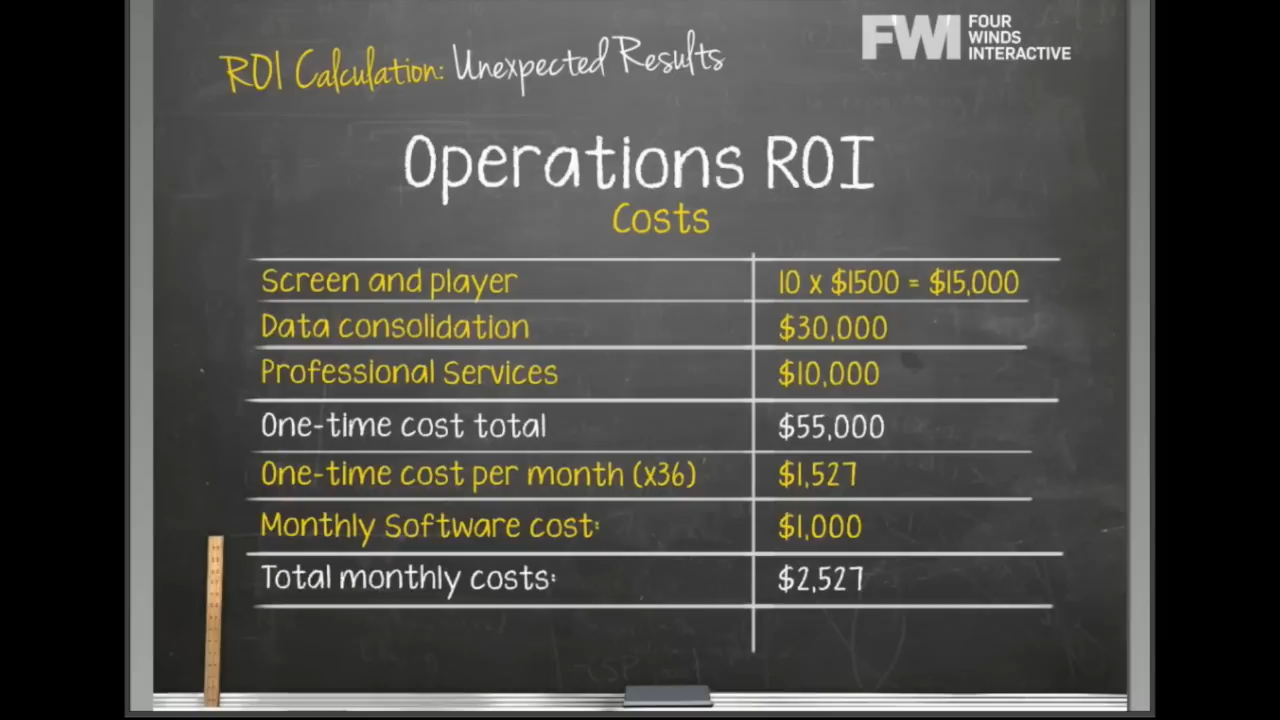 ROI Calculation: Unexpected Results
FWI FOUR WINDS INTERACTIVE
Operations ROI
Costs
Screen and player 10 x $1500 = $15,000
Data consolidation $30,000
Professional Services $10,000
One-time cost total $55,000
One-time cost per month (x36) $1,527
Monthly Software cost: $1,000
Total monthly costs: $2,527